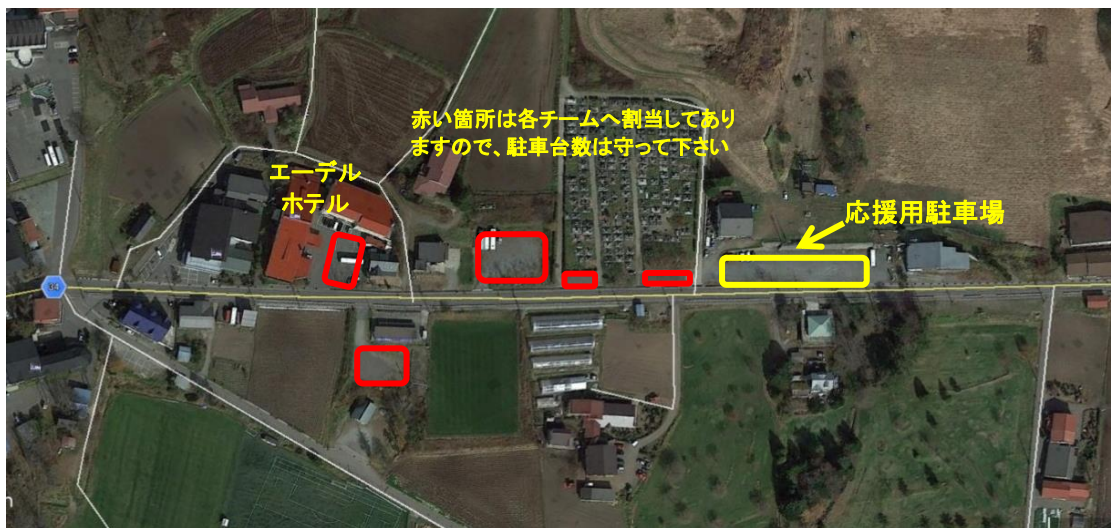 赤い箇所は各チームへ割当してあり
ますので、駐車台数は守って下さい
エーデル
ホテル
応援用駐車場